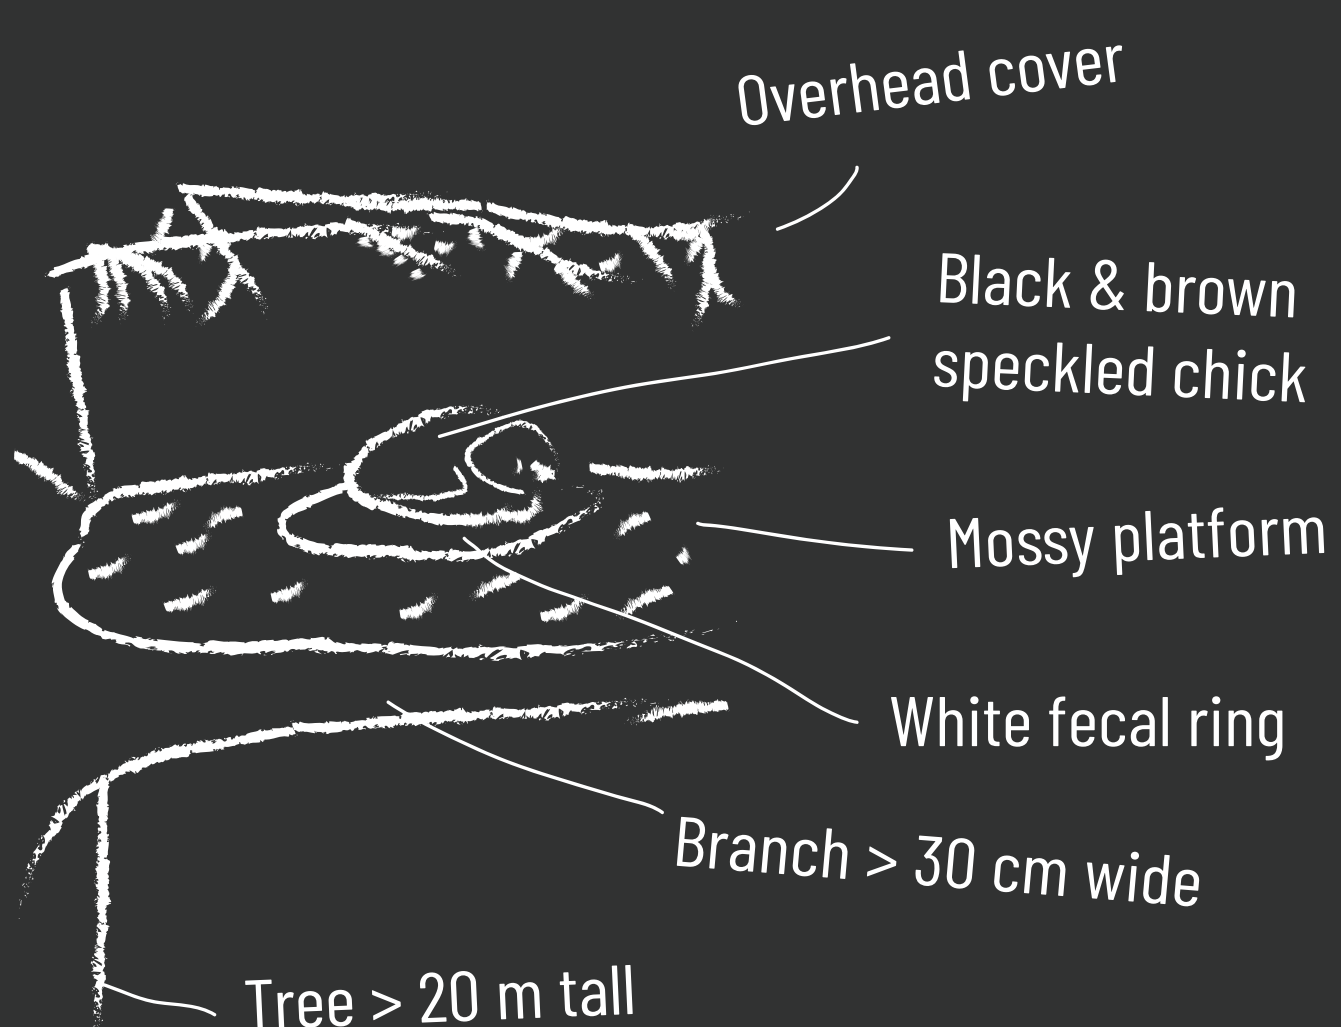 Overhead cover
Black & brown
speckled chick
Mossy platform
White fecal ring
Branch > 30 cm wide
Tree > 20 m tall